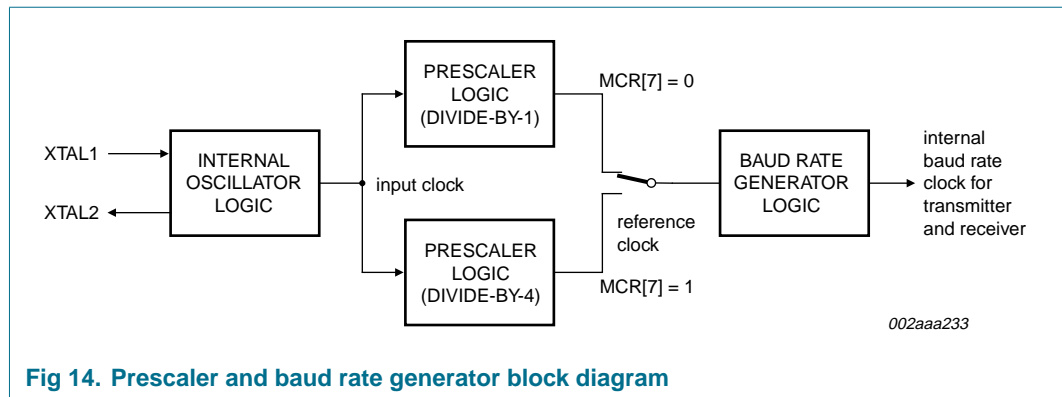 PRESCALER
LOGIC
(DIVIDE-BY-1)
MCR[7] = 0
XTAL1
XTAL2
INTERNAL
OSCILLATOR
LOGIC
input clock
BAUD RATE
GENERATOR
LOGIC
internal
baud rate
clock for
transmitter
and receiver
reference
clock
PRESCALER
LOGIC
(DIVIDE-BY-4)
MCR[7] = 1
002aaa233
Fig 14. Prescaler and baud rate generator block diagram